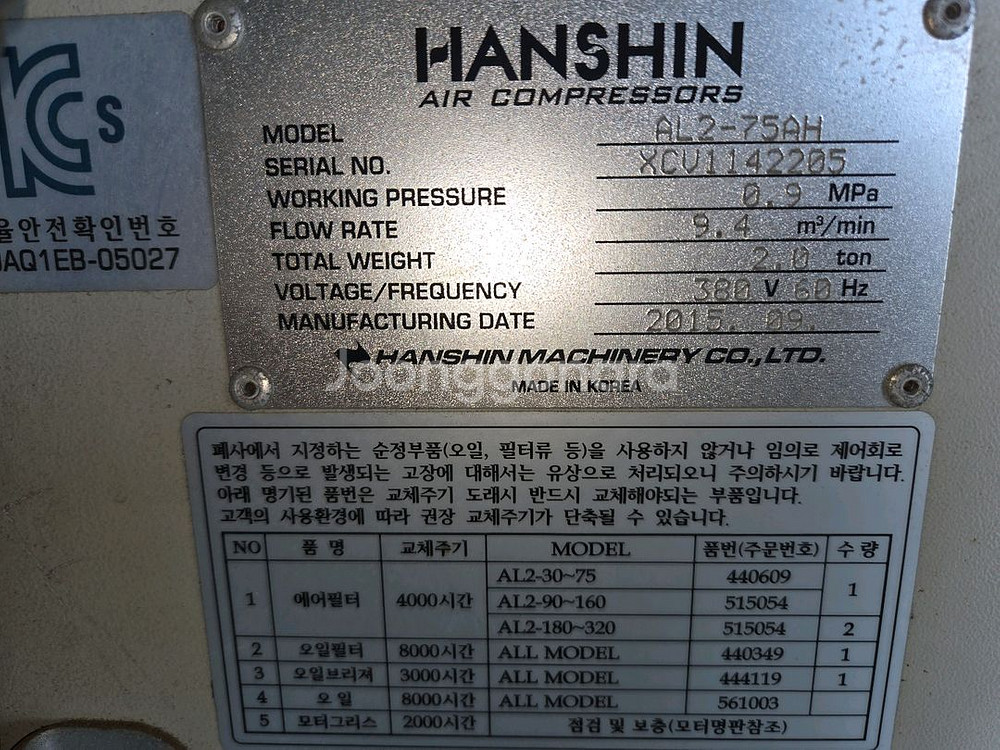 HANSHIN
AIR COMPRESSORS
MODEL AL2-75AH
SERIAL NO. XCV1142205
WORKING PRESSURE 0.9 MPa
FLOW RATE 9.4 m³/min
TOTAL WEIGHT 2.0 ton
VOLTAGE/FREQUENCY 380 V 60 Hz
MANUFACTURING DATE 2015. 09.
HANSHIN MACHINERY CO.,LTD.
MADE IN KOREA
Joonggonara
KCs
율안전확인번호
AQ1EB-05027
폐사에서 지정하는 순정부품(오일, 필터류 등)을 사용하지 않거나 임의로 제어회로
변경 등으로 발생되는 고장에 대해서는 유상으로 처리되오니 주의하시기 바랍니다.
아래 명기된 품번은 교체주기 도래시 반드시 교체해야되는 부품입니다.
고객의 사용환경에 따라 권장 교체주기가 단축될 수 있습니다.
NO 품 명 교체주기 MODEL 품번(주문번호) 수 량
1 에어필터 4000시간 AL2-30~75 440609 1
AL2-90~160 515054
AL2-180~320 515054 2
2 오일필터 8000시간 ALL MODEL 440349 1
3 오일브리져 3000시간 ALL MODEL 444119 1
4 오 일 8000시간 ALL MODEL 561003
5 모터그리스 2000시간 점검 및 보충(모터명판참조)